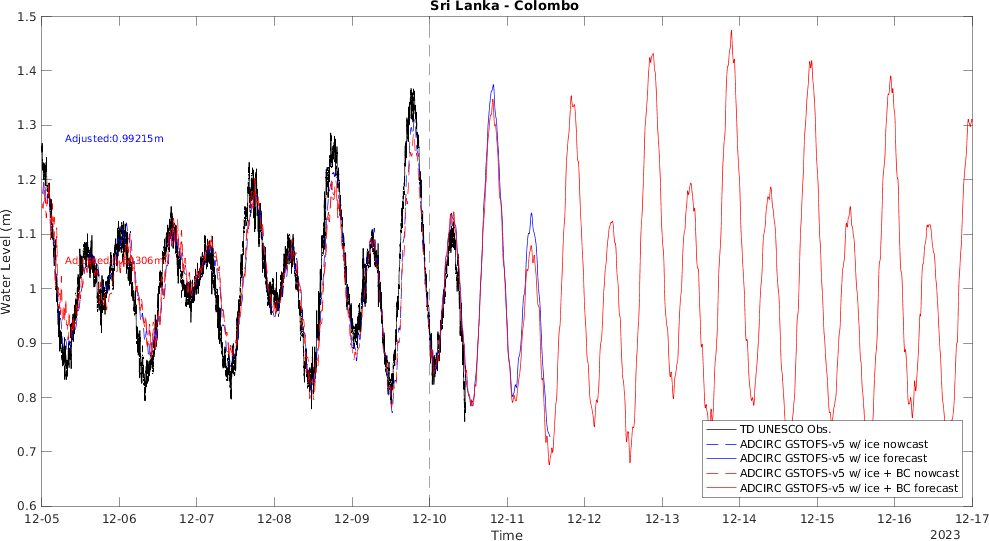 Sri Lanka - Colombo
1.5
1.4
1.3
1.2
1.1
1
0.9
0.8
0.7
0.6
Water Level (m)
Adjusted:0.99215m
12-05 12-06 12-07 12-08 12-09 12-10 12-11 12-12 12-13 12-14 12-15 12-16 12-17
Time
2023
TD UNESCO Obs.
ADCIRC GSTOFS-v5 w/ ice nowcast
ADCIRC GSTOFS-v5 w/ ice forecast
ADCIRC GSTOFS-v5 w/ ice + BC nowcast
ADCIRC GSTOFS-v5 w/ ice + BC forecast